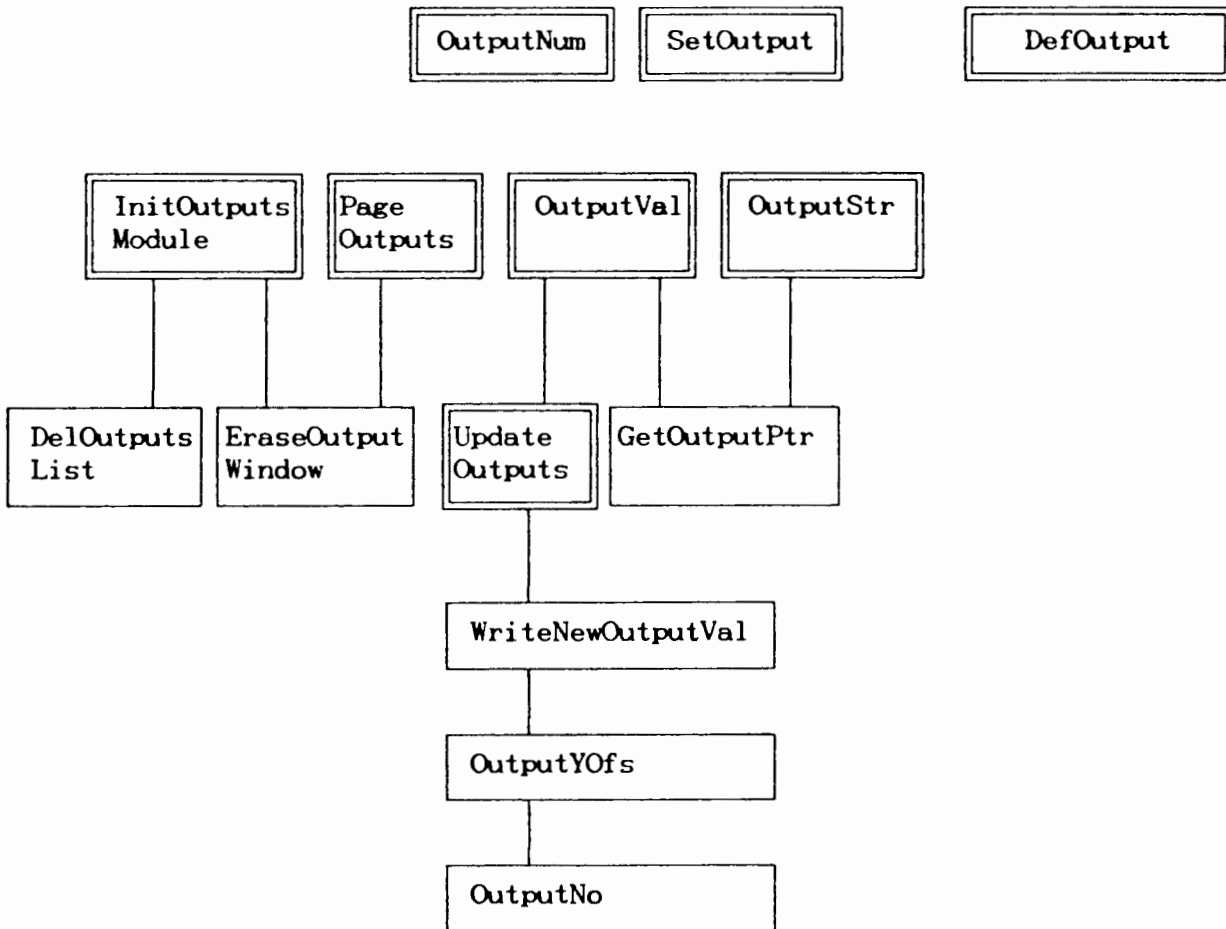 OutputNum
SetOutput
DefOutput
InitOutputs
Module
Page
Outputs
OutputVal
OutputStr
DelOutputs
List
EraseOutput
Window
Update
Outputs
GetOutputPtr
WriteNewOutputVal
OutputYOfs
OutputNo